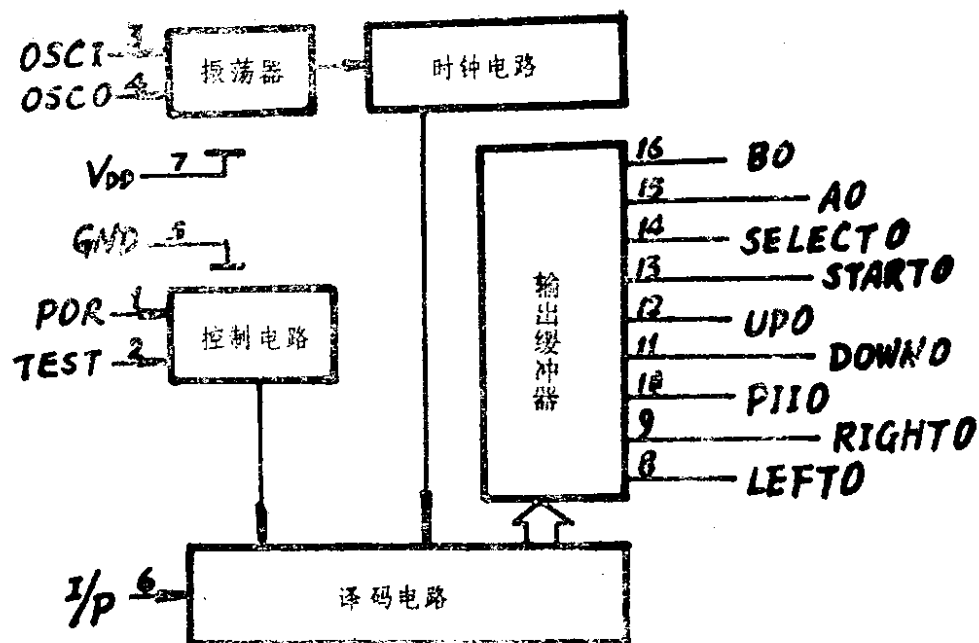 OSCI 3
振荡器
时钟电路
OSCO 4
VDD 7
GND 5
POR 1
控制电路
TEST 2
输出缓冲器
16 BO
15 AO
14 SELECTO
13 STARTO
12 UPO
11 DOWNO
10 PIIO
9 RIGHTO
8 LEFTO
I/P 6
译码电路